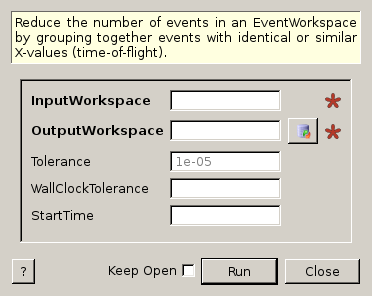 Reduce the number of events in an EventWorkspace
by grouping together events with identical or similar
X-values (time-of-flight).
InputWorkspace
OutputWorkspace
Tolerance 1e-05
WallClockTolerance
StartTime
? Keep Open Run Close